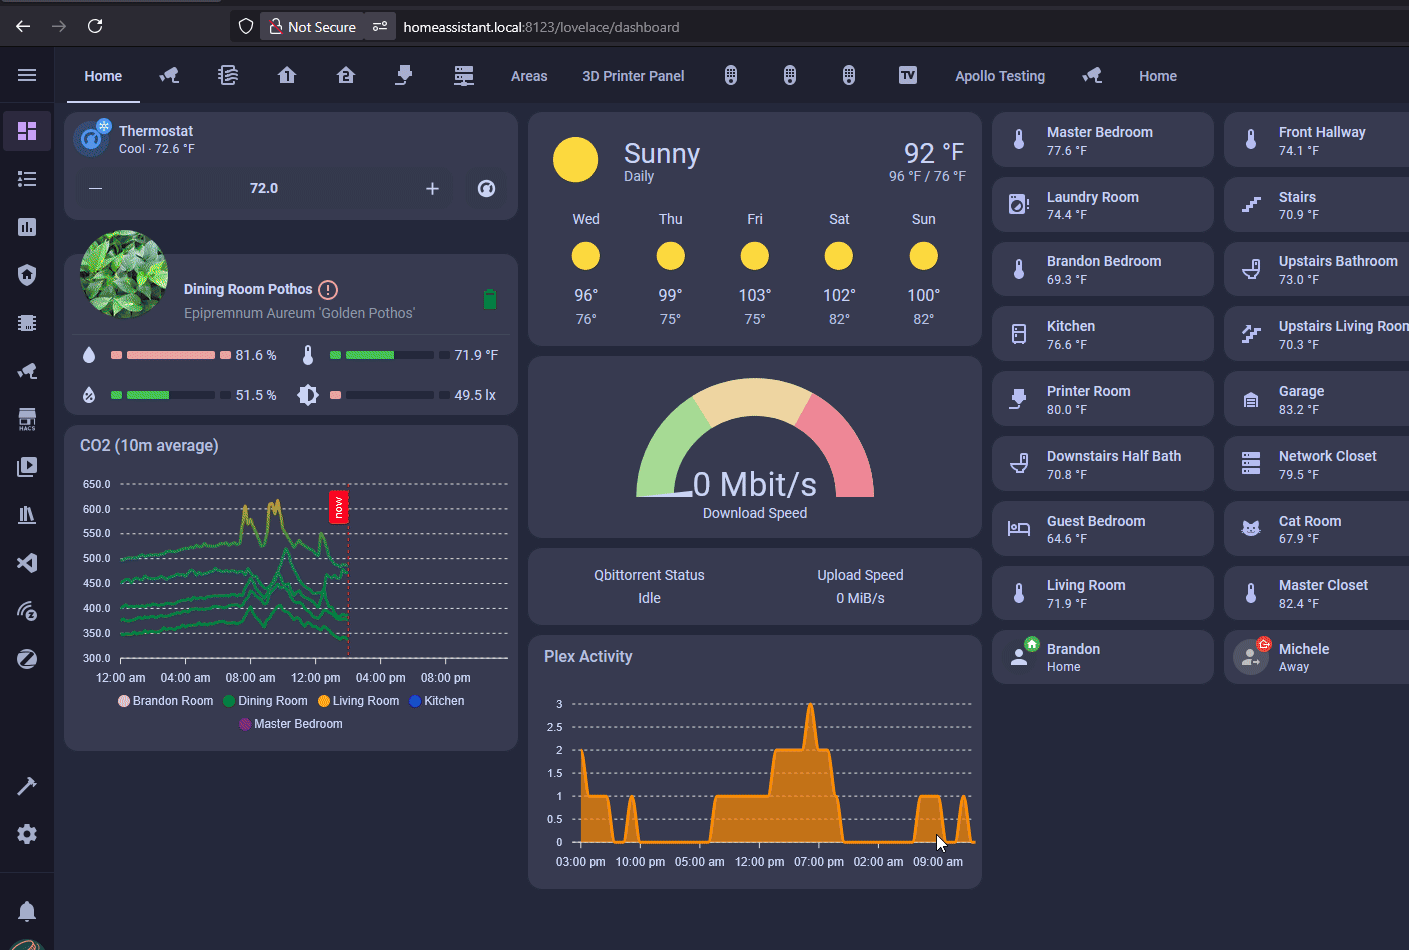 Not Secure
homeassistant.local:8123/lovelace/dashboard
Home
1
2
Areas
3D Printer Panel
TV
Apollo Testing
Home
HACS
Thermostat
Cool · 72.6 °F
72.0
Dining Room Pothos
Epipremnum Aureum 'Golden Pothos'
81.6 %
71.9 °F
51.5 %
49.5 lx
CO2 (10m average)
650.0
600.0
550.0
500.0
450.0
400.0
350.0
300.0
now
12:00 am
04:00 am
08:00 am
12:00 pm
04:00 pm
08:00 pm
Brandon Room
Dining Room
Living Room
Kitchen
Master Bedroom
Sunny
Daily
92 °F
96 °F / 76 °F
Wed
Thu
Fri
Sat
Sun
96°
99°
103°
102°
100°
76°
75°
75°
82°
82°
0 Mbit/s
Download Speed
Qbittorrent Status
Idle
Upload Speed
0 MiB/s
Plex Activity
3
2.5
2
1.5
1
0.5
0
03:00 pm
10:00 pm
05:00 am
12:00 pm
07:00 pm
02:00 am
09:00 am
Master Bedroom
77.6 °F
Front Hallway
74.1 °F
Laundry Room
74.4 °F
Stairs
70.9 °F
Brandon Bedroom
69.3 °F
Upstairs Bathroom
73.0 °F
Kitchen
76.6 °F
Upstairs Living Room
70.3 °F
Printer Room
80.0 °F
Garage
83.2 °F
Downstairs Half Bath
70.8 °F
Network Closet
79.5 °F
Guest Bedroom
64.6 °F
Cat Room
67.9 °F
Living Room
71.9 °F
Master Closet
82.4 °F
Brandon
Home
Michele
Away